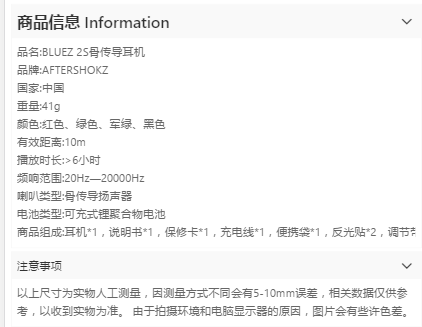 商品信息 Information
品名:BLUEZ 2S骨传导耳机
品牌:AFTERSHOKZ
国家:中国
重量:41g
颜色:红色、绿色、军绿、黑色
有效距离:10m
播放时长:>6小时
频响范围:20Hz—20000Hz
喇叭类型:骨传导扬声器
电池类型:可充式锂聚合物电池
商品组成:耳机*1，说明书*1，保修卡*1，充电线*1，便携袋*1，反光贴*2，调节
注意事项
以上尺寸为实物人工测量，因测量方式不同会有5-10mm误差，相关数据仅供参
考，以收到实物为准。 由于拍摄环境和电脑显示器的原因，图片会有些许色差。